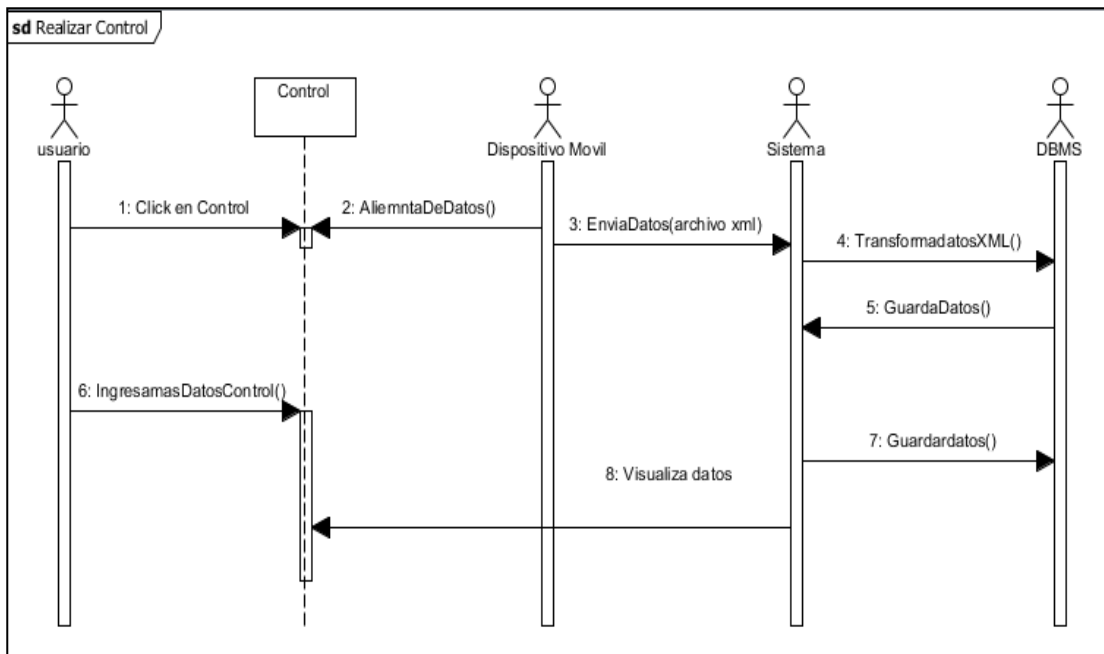 sd Realizar Control
Control
usuario
Dispositivo Movil
Sistema
DBMS
1: Click en Control
2: AliemntaDeDatos()
3: EnviaDatos(archivo xml)
4: TransformadatosXML()
5: GuardaDatos()
6: IngresamasDatosControl()
7: Guardardatos()
8: Visualiza datos